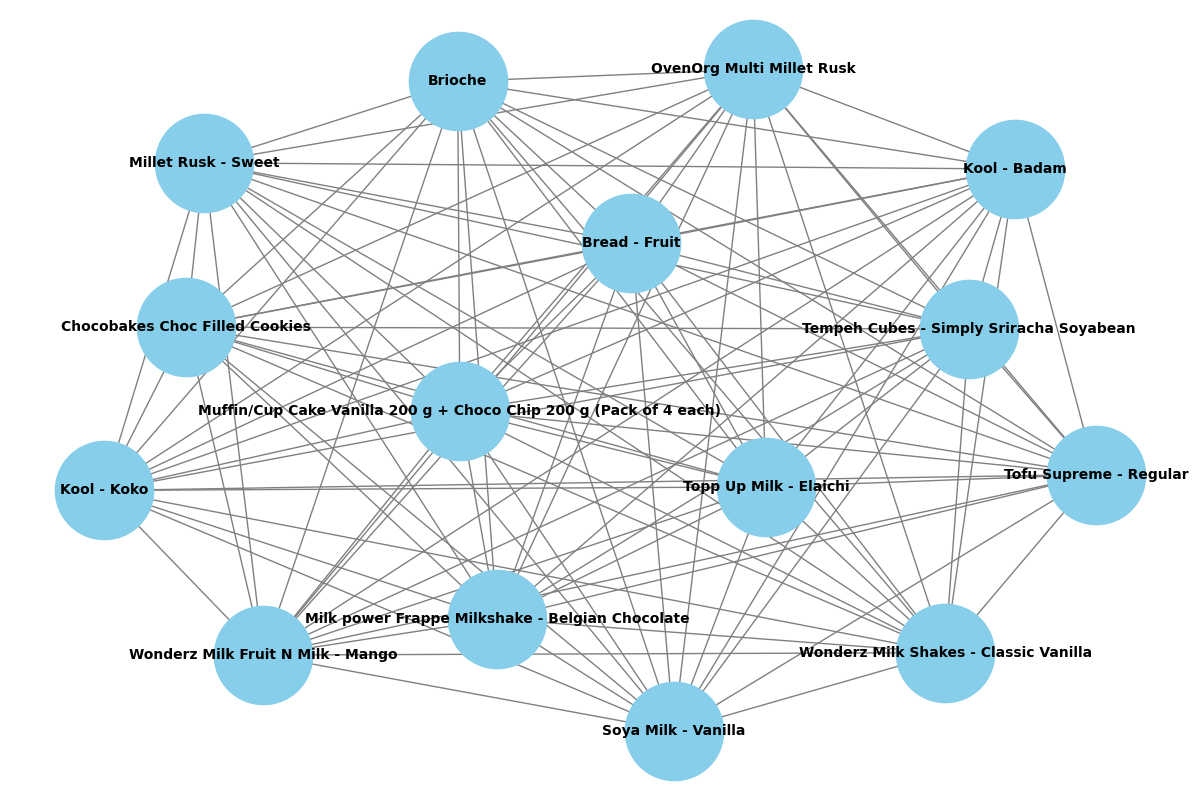 OvenOrg Multi Millet Rusk
Brioche
Millet Rusk - Sweet
Kool - Badam
Bread - Fruit
Chocobakes Choc Filled Cookies
Tempeh Cubes - Simply Sriracha Soyabean
Muffin/Cup Cake Vanilla 200 g + Choco Chip 200 g (Pack of 4 each)
Tofu Supreme - Regular
Topp Up Milk - Elaichi
Kool - Koko
Milk power Frappe Milkshake - Belgian Chocolate
Wonderz Milk Shakes - Classic Vanilla
Wonderz Milk Fruit N Milk - Mango
Soya Milk - Vanilla